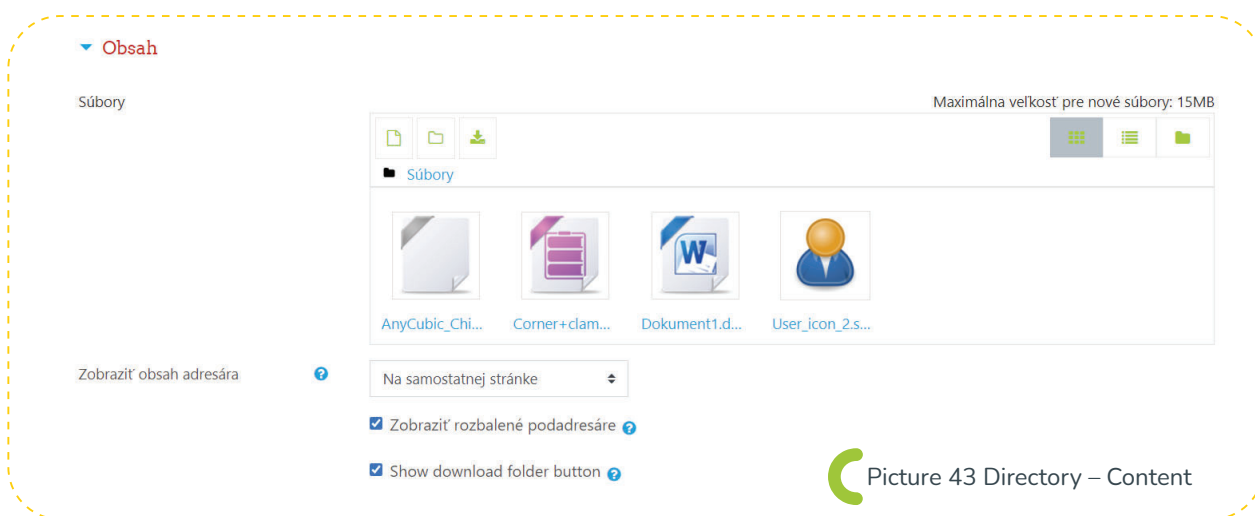 Obsah
Súbory
Maximálna veľkosť pre nové súbory: 15MB
Súbory
AnyCubic_Chi...
Corner+clam...
Dokument1.d...
User_icon_2.s...
Zobraziť obsah adresára
Na samostatnej stránke
Zobraziť rozbalené podadresáre
Show download folder button
Picture 43 Directory – Content